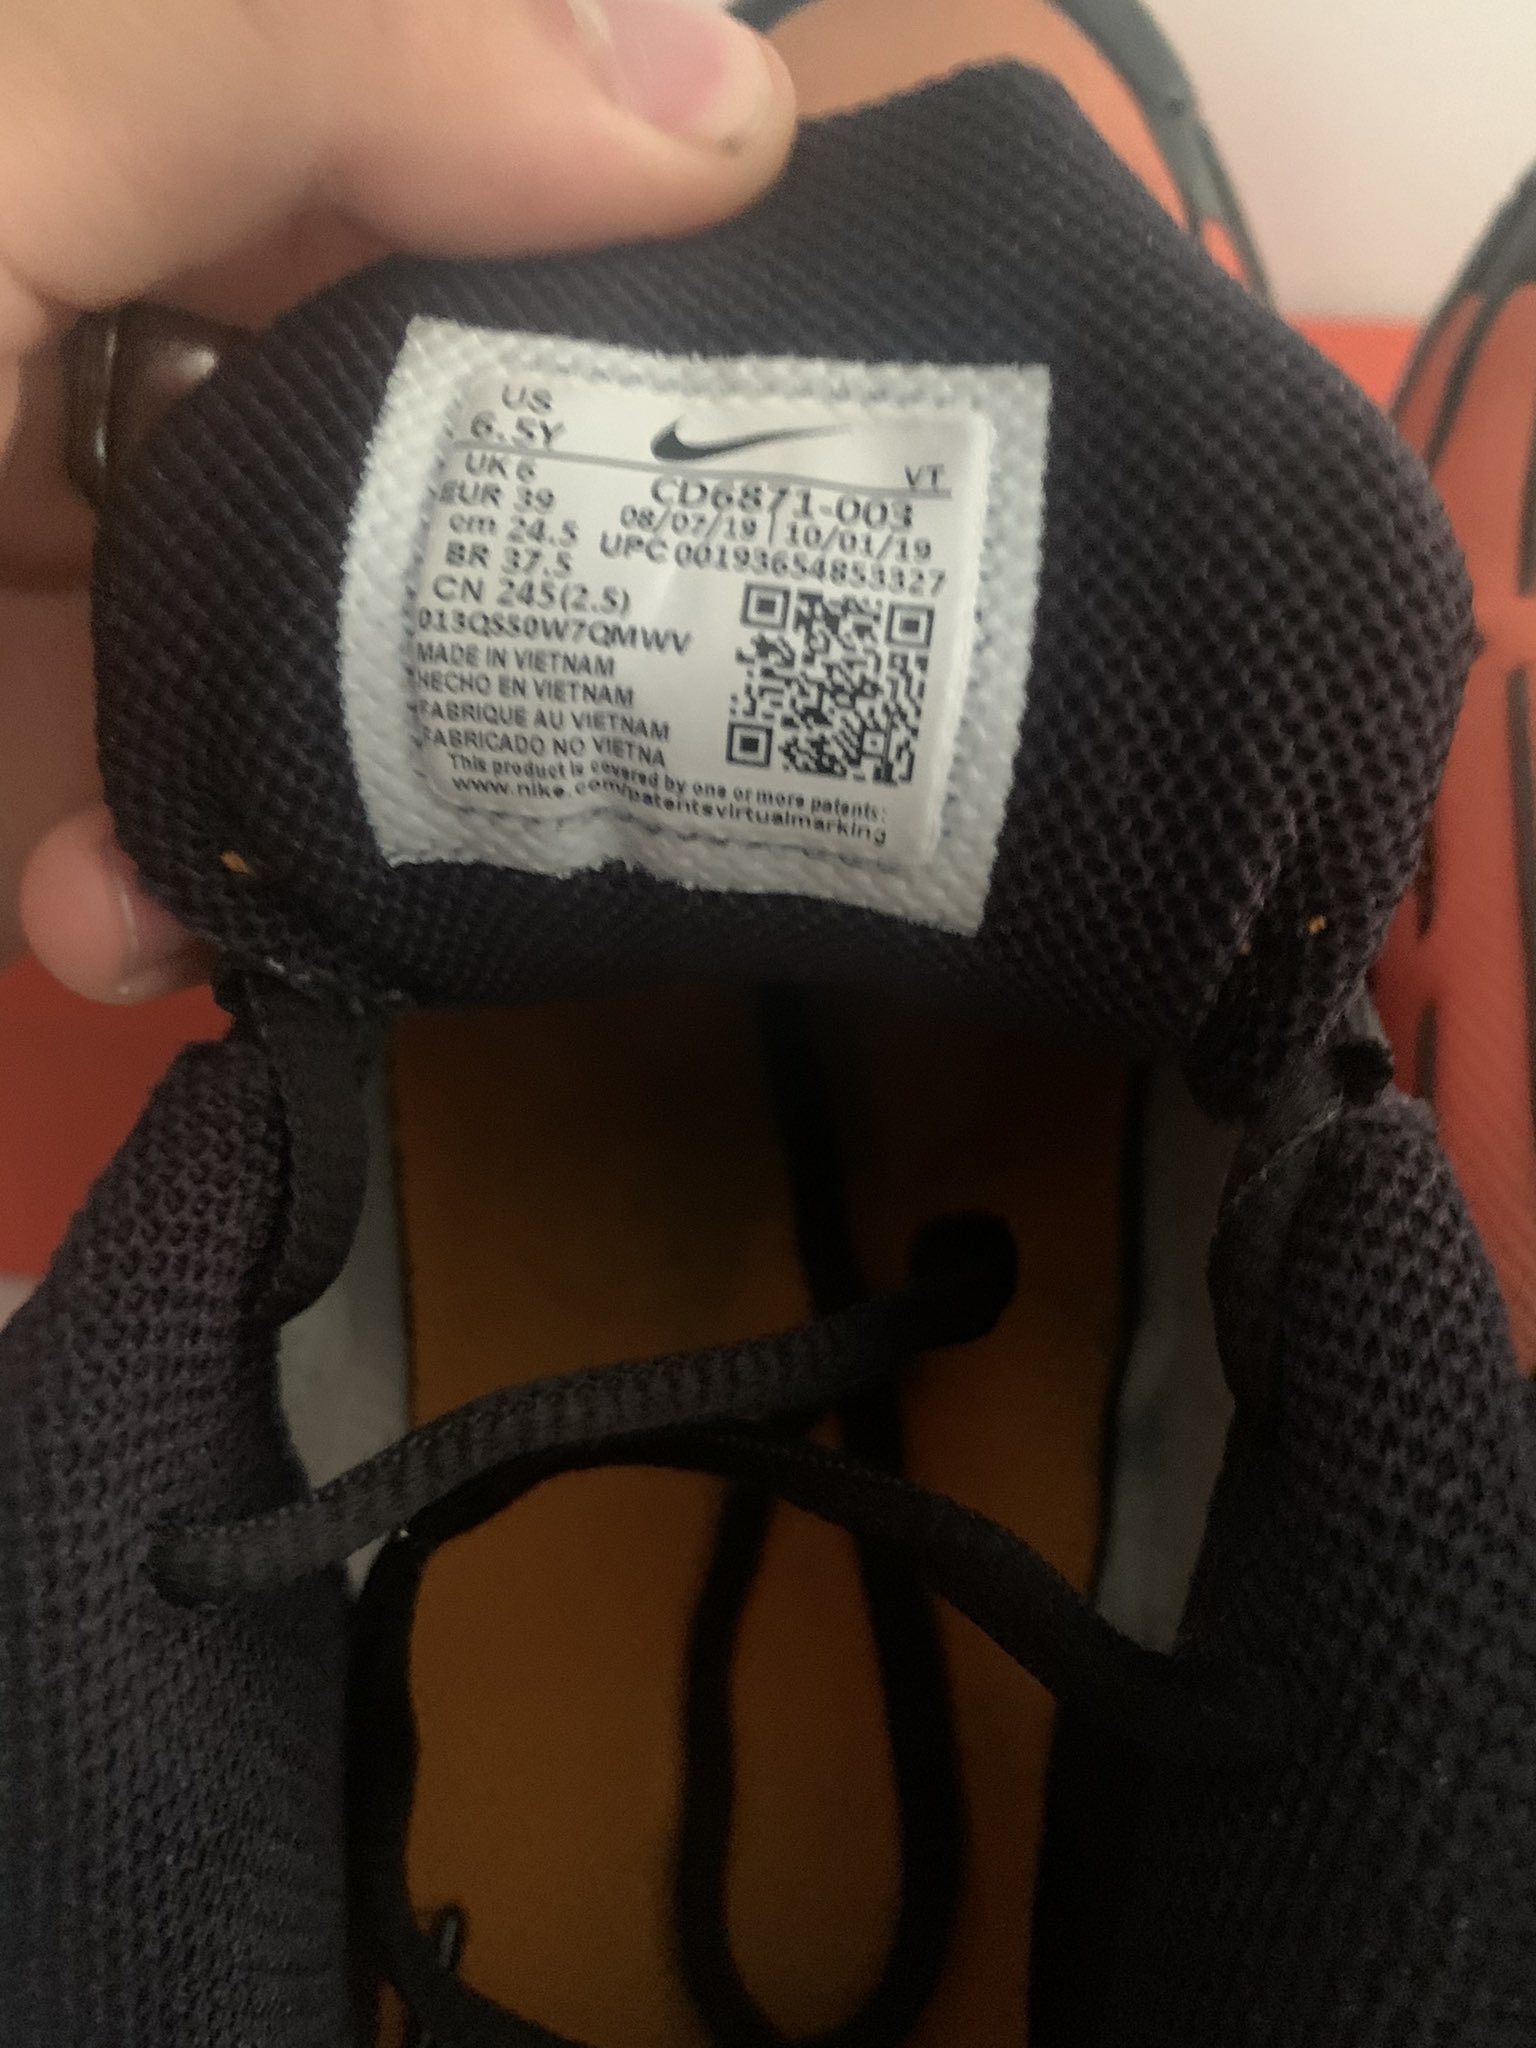 US
6.5Y
UK 6
EUR 39
cm 24.5
BR 37.5
CN 245(2.5)
VT
CD6871-003
08/07/19 | 10/01/19
UPC 00193654853327
013QSS0W7QMWV
MADE IN VIETNAM
HECHO EN VIETNAM
FABRIQUE AU VIETNAM
FABRICADO NO VIETNA
This product is covered by one or more patents:
www.nike.com/patentsvirtualmarking